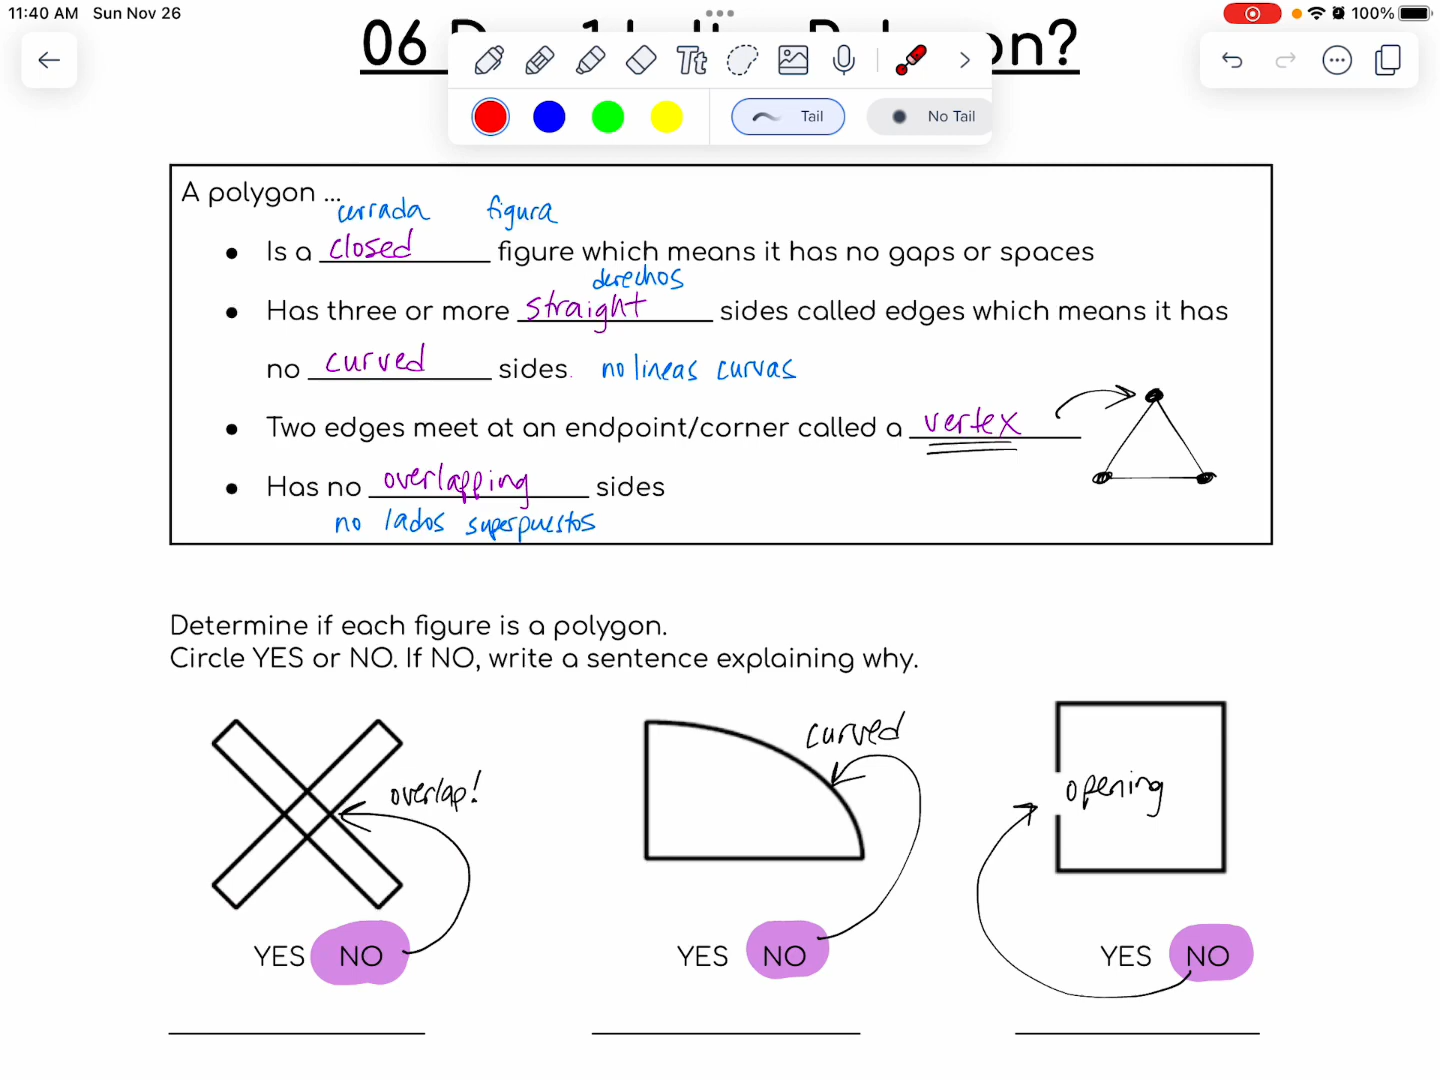 11:40 AM Sun Nov 26
100%
06 on?
Tt
Tail No Tail
A polygon ...
cerrada figura
Is a closed figure which means it has no gaps or spaces
derechos
Has three or more straight sides called edges which means it has
no curved sides. no lineas curvas
Two edges meet at an endpoint/corner called a vertex
Has no overlapping sides
no lados superpuestos
Determine if each figure is a polygon.
Circle YES or NO. If NO, write a sentence explaining why.
overlap!
curved
opening
YES NO
YES NO
YES NO